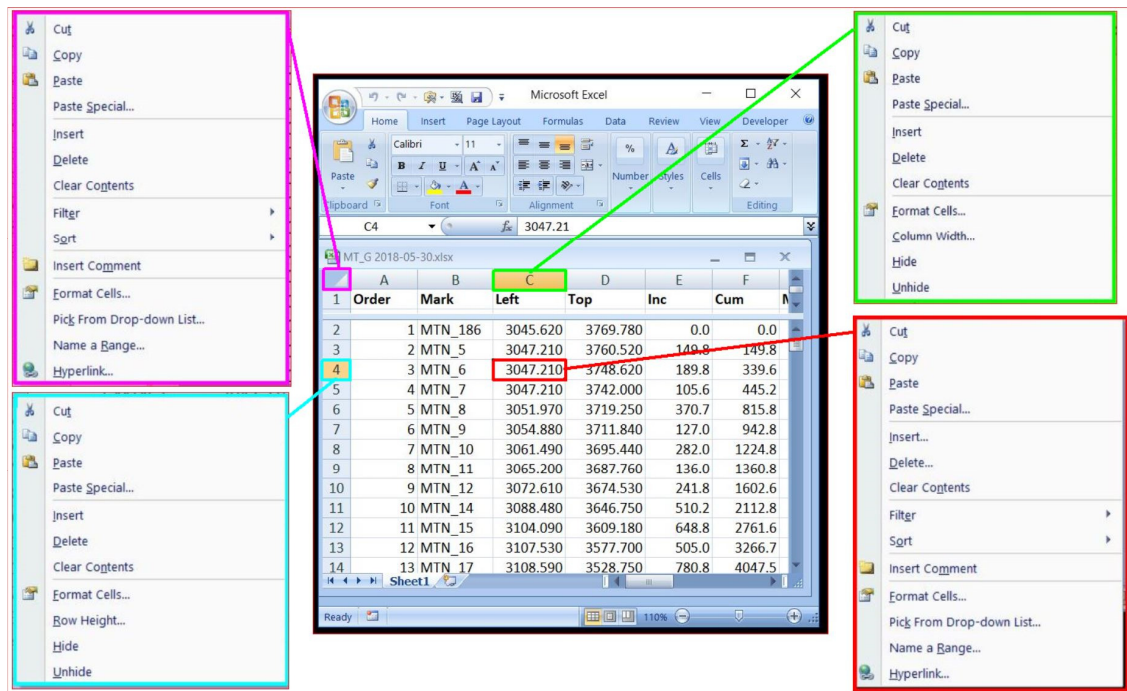 Cut
Copy
Paste
Paste Special...
Insert
Delete
Clear Contents
Filter
Sort
Insert Comment
Format Cells...
Pick From Drop-down List...
Name a Range...
Hyperlink...
Cut
Copy
Paste
Paste Special...
Insert
Delete
Clear Contents
Format Cells...
Row Height...
Hide
Unhide
Microsoft Excel
Home Insert Page Layout Formulas Data Review View Developer
Calibri 11
% A Σ
B I U A A
Paste Number Styles Cells
A
Clipboard Font Alignment Editing
C4 fx 3047.21
MT_G 2018-05-30.xlsx
A B C D E F
1 Order Mark Left Top Inc Cum
2 1 MTN_186 3045.620 3769.780 0.0 0.0
3 2 MTN_5 3047.210 3760.520 149.8 149.8
4 3 MTN_6 3047.210 3748.620 189.8 339.6
5 4 MTN_7 3047.210 3742.000 105.6 445.2
6 5 MTN_8 3051.970 3719.250 370.7 815.8
7 6 MTN_9 3054.880 3711.840 127.0 942.8
8 7 MTN_10 3061.490 3695.440 282.0 1224.8
9 8 MTN_11 3065.200 3687.760 136.0 1360.8
10 9 MTN_12 3072.610 3674.530 241.8 1602.6
11 10 MTN_14 3088.480 3646.750 510.2 2112.8
12 11 MTN_15 3104.090 3609.180 648.8 2761.6
13 12 MTN_16 3107.530 3577.700 505.0 3266.7
14 13 MTN_17 3108.590 3528.750 780.8 4047.5
Sheet1
Ready 110%
Cut
Copy
Paste
Paste Special...
Insert
Delete
Clear Contents
Format Cells...
Column Width...
Hide
Unhide
Cut
Copy
Paste
Paste Special...
Insert...
Delete...
Clear Contents
Filter
Sort
Insert Comment
Format Cells...
Pick From Drop-down List...
Name a Range...
Hyperlink...